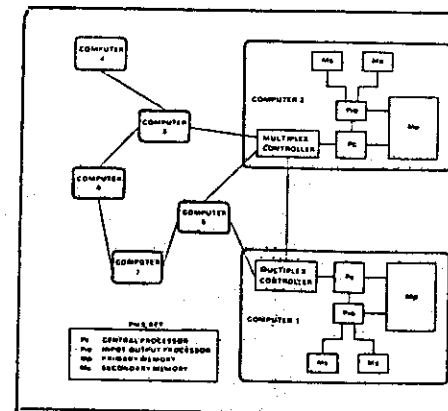 COMPUTER
4
COMPUTER
3
COMPUTER
6
COMPUTER
7
COMPUTER
5
COMPUTER 2
MULTIPLEX
CONTROLLER
Ms
Ms
Pio
Pc
Mp
MULTIPLEX
CONTROLLER
Pc
Mp
Pio
COMPUTER 1
Ms
Ms
PMS KEY
Pc CENTRAL PROCESSOR
Pio INPUT OUTPUT PROCESSOR
Mp PRIMARY MEMORY
Ms SECONDARY MEMORY